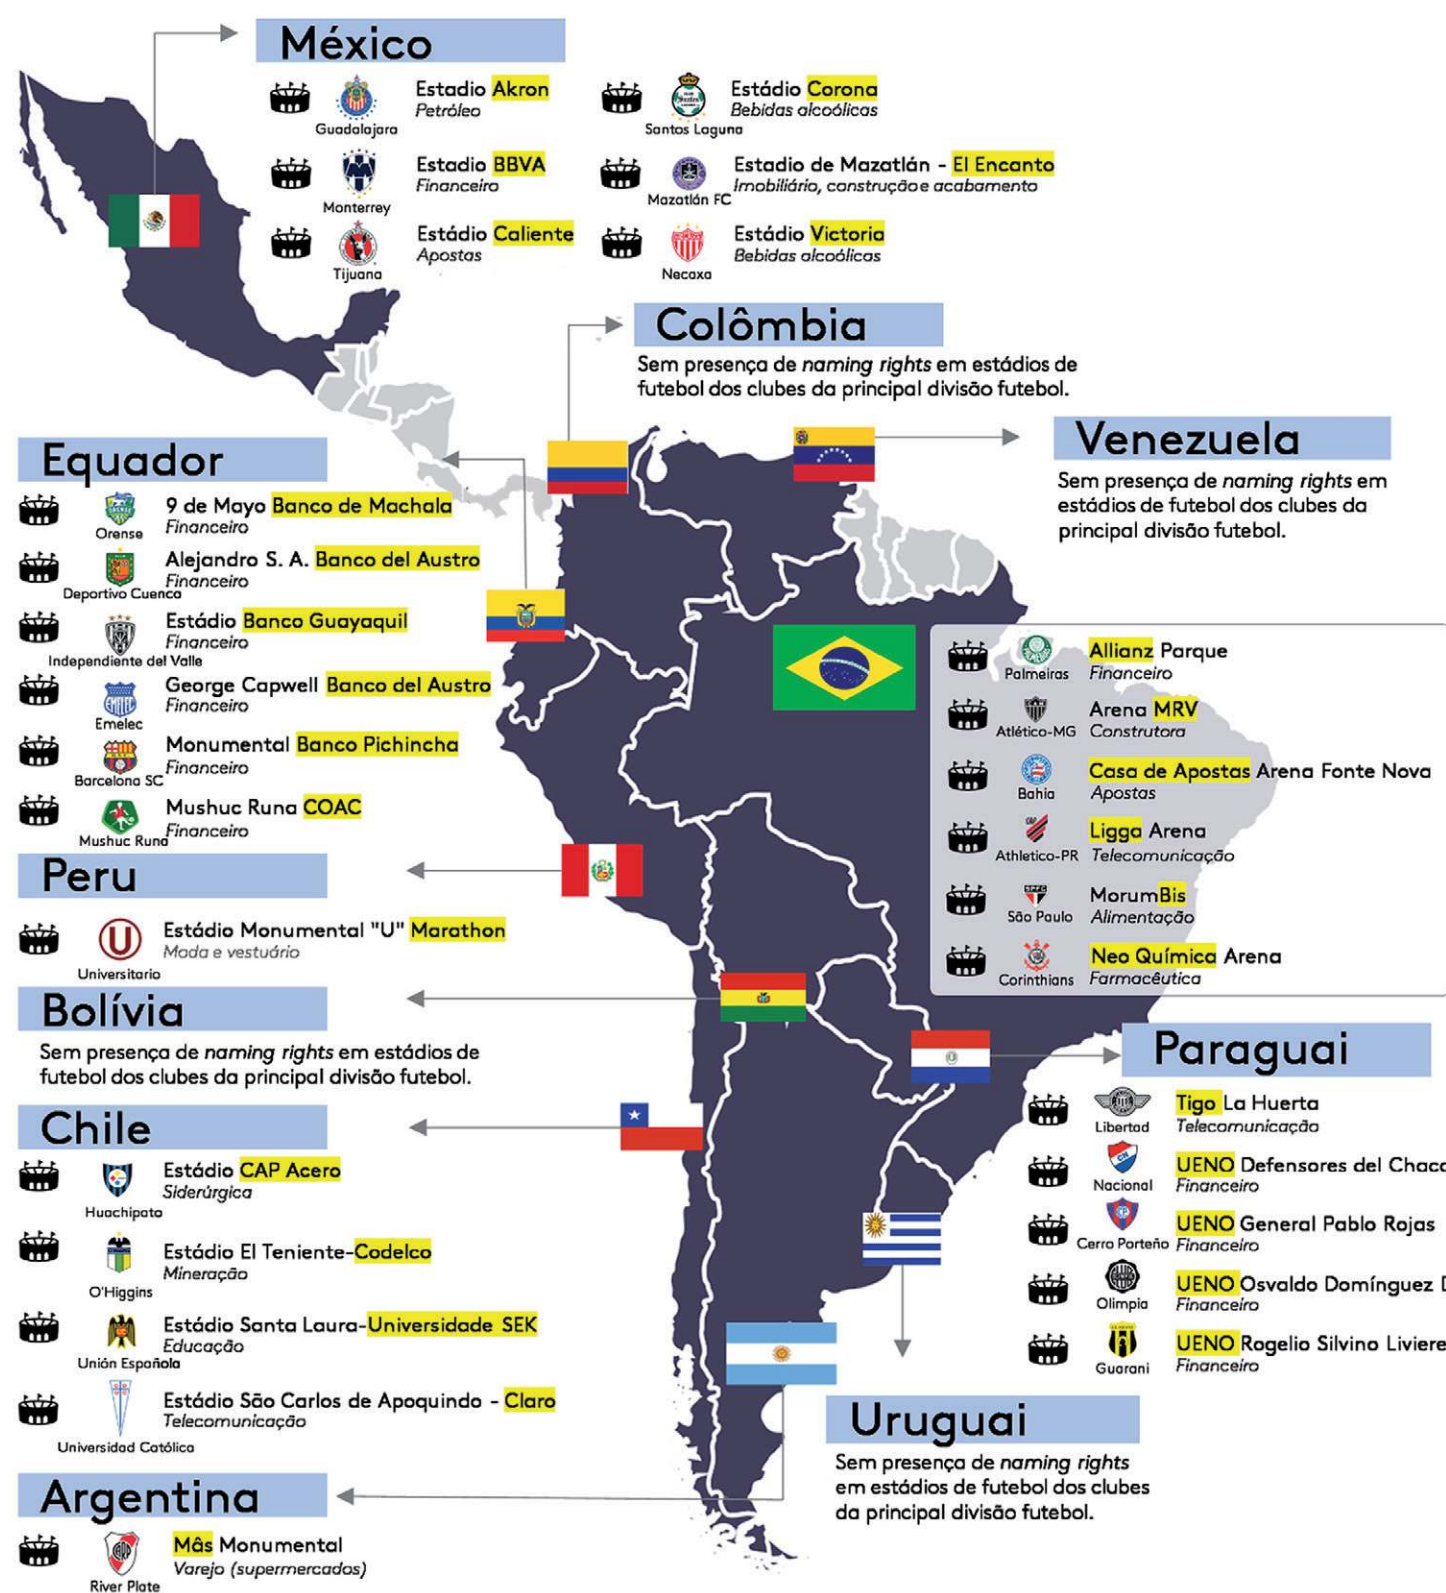 México
Estadio Akron
Petróleo
Guadalajara
Estadio BBVA
Financeiro
Monterrey
Estádio Caliente
Apostas
Tijuana
Estádio Corona
Bebidas alcoólicas
Santos Laguna
Estadio de Mazatlán - El Encanto
Imobiliário, construção e acabamento
Mazatlán FC
Estádio Victoria
Bebidas alcoólicas
Necaxa
Colômbia
Sem presença de naming rights em estádios de
futebol dos clubes da principal divisão futebol.
Venezuela
Sem presença de naming rights em
estádios de futebol dos clubes da
principal divisão futebol.
Equador
9 de Mayo Banco de Machala
Financeiro
Orense
Alejandro S. A. Banco del Austro
Financeiro
Deportivo Cuenca
Estádio Banco Guayaquil
Financeiro
Independiente del Valle
George Capwell Banco del Austro
Financeiro
Emelec
Monumental Banco Pichincha
Financeiro
Barcelona SC
Mushuc Runa COAC
Financeiro
Mushuc Runa
Allianz Parque
Financeiro
Palmeiras
Arena MRV
Construtora
Atlético-MG
Casa de Apostas Arena Fonte Nova
Apostas
Bahia
Ligga Arena
Telecomunicação
Athletico-PR
MorumBis
Alimentação
SPFC
São Paulo
Neo Química Arena
Farmacêutica
Corinthians
Peru
Estádio Monumental "U" Marathon
Moda e vestuário
U
Universitario
Bolívia
Sem presença de naming rights em estádios de
futebol dos clubes da principal divisão futebol.
Paraguai
Tigo La Huerta
Telecomunicação
Libertad
UENO Defensores del Chaco
Financeiro
CN
Nacional
UENO General Pablo Rojas
Financeiro
Cerro Porteño
UENO Osvaldo Domínguez D
Financeiro
Olimpia
UENO Rogelio Silvino Liviere
Financeiro
Guarani
Chile
Estádio CAP Acero
Siderúrgica
Huachipato
Estádio El Teniente-Codelco
Mineração
O'Higgins
Estádio Santa Laura-Universidade SEK
Educação
Unión Española
Estádio São Carlos de Apoquindo - Claro
Telecomunicação
Universidad Católica
Uruguai
Sem presença de naming rights
em estádios de futebol dos clubes
da principal divisão futebol.
Argentina
Mâs Monumental
Varejo (supermercados)
River Plate